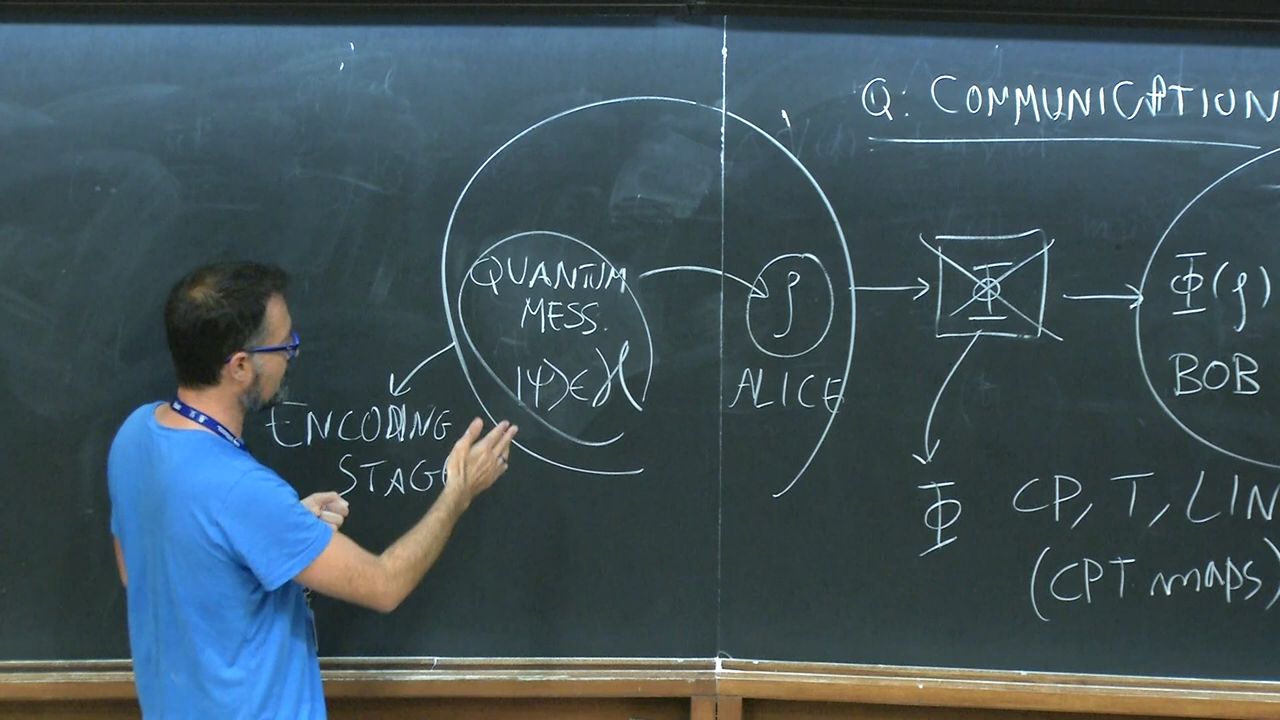 Q. COMMUNICATION
QUANTUM
MESS.
|ψ⟩∈ℋ
ρ
ALICE
Φ
Φ(ρ)
BOB
ENCODING
STAGE
Φ CP, T, LIN
(CPT maps)